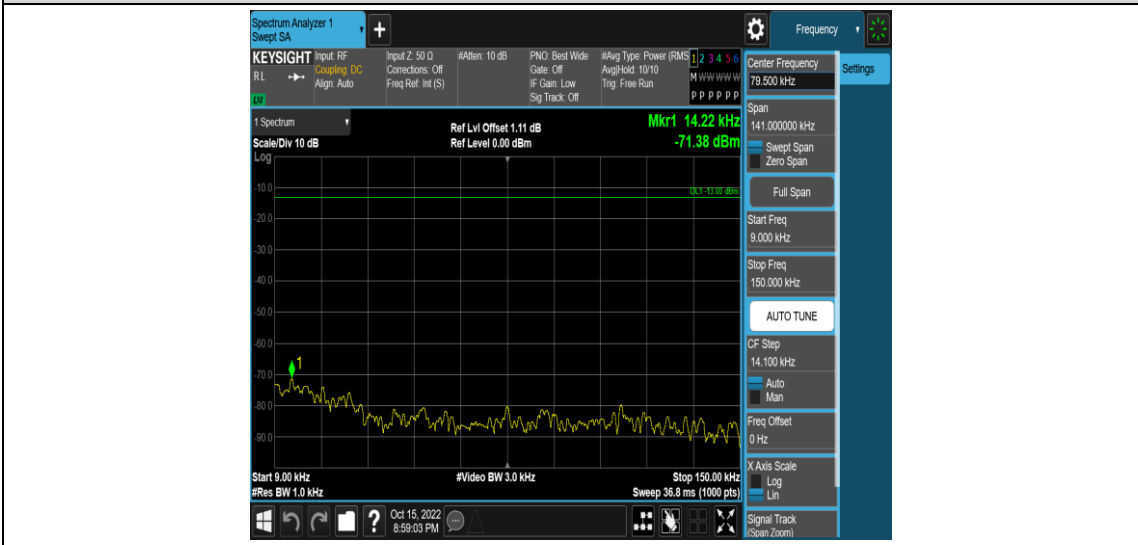 Spectrum Analyzer 1
Swept SA
+
Frequency
KEYSIGHT
RL
LXI
Input: RF
Coupling: DC
Align: Auto
Input Z: 50 Ω
Corrections: Off
Freq Ref: Int (S)
#Atten: 10 dB
PNO: Best Wide
Gate: Off
IF Gain: Low
Sig Track: Off
#Avg Type: Power (RMS
Avg|Hold: 10/10
Trig: Free Run
1 2 3 4 5 6
M W W W W W
P P P P P P
1 Spectrum
Scale/Div 10 dB
Log
Ref Lvl Offset 1.11 dB
Ref Level 0.00 dBm
Mkr1 14.22 kHz
-71.38 dBm
DL1 -13.00 dBm
-10.0
-20.0
-30.0
-40.0
-50.0
-60.0
-70.0
-80.0
-90.0
1
Start 9.00 kHz
#Res BW 1.0 kHz
#Video BW 3.0 kHz
Stop 150.00 kHz
Sweep 36.8 ms (1000 pts)
?
Oct 15, 2022
8:59:03 PM
Center Frequency
79.500 kHz
Settings
Span
141.000000 kHz
Swept Span
Zero Span
Full Span
Start Freq
9.000 kHz
Stop Freq
150.000 kHz
AUTO TUNE
CF Step
14.100 kHz
Auto
Man
Freq Offset
0 Hz
X Axis Scale
Log
Lin
Signal Track
(Span Zoom)